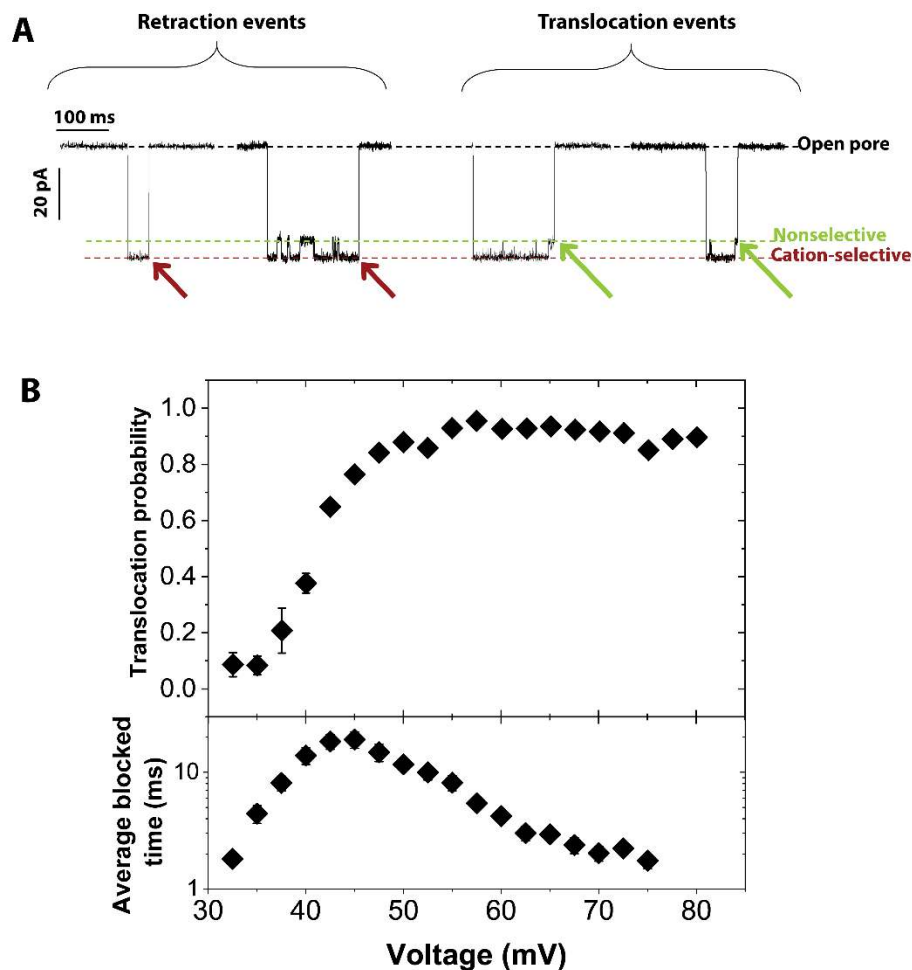 A
Retraction events
Translocation events
100 ms
20 pA
Open pore
Nonselective
Cation-selective
B
Translocation probability
1.0
0.8
0.6
0.4
0.2
0.0
Average blocked
time (ms)
10
1
30 40 50 60 70 80
Voltage (mV)